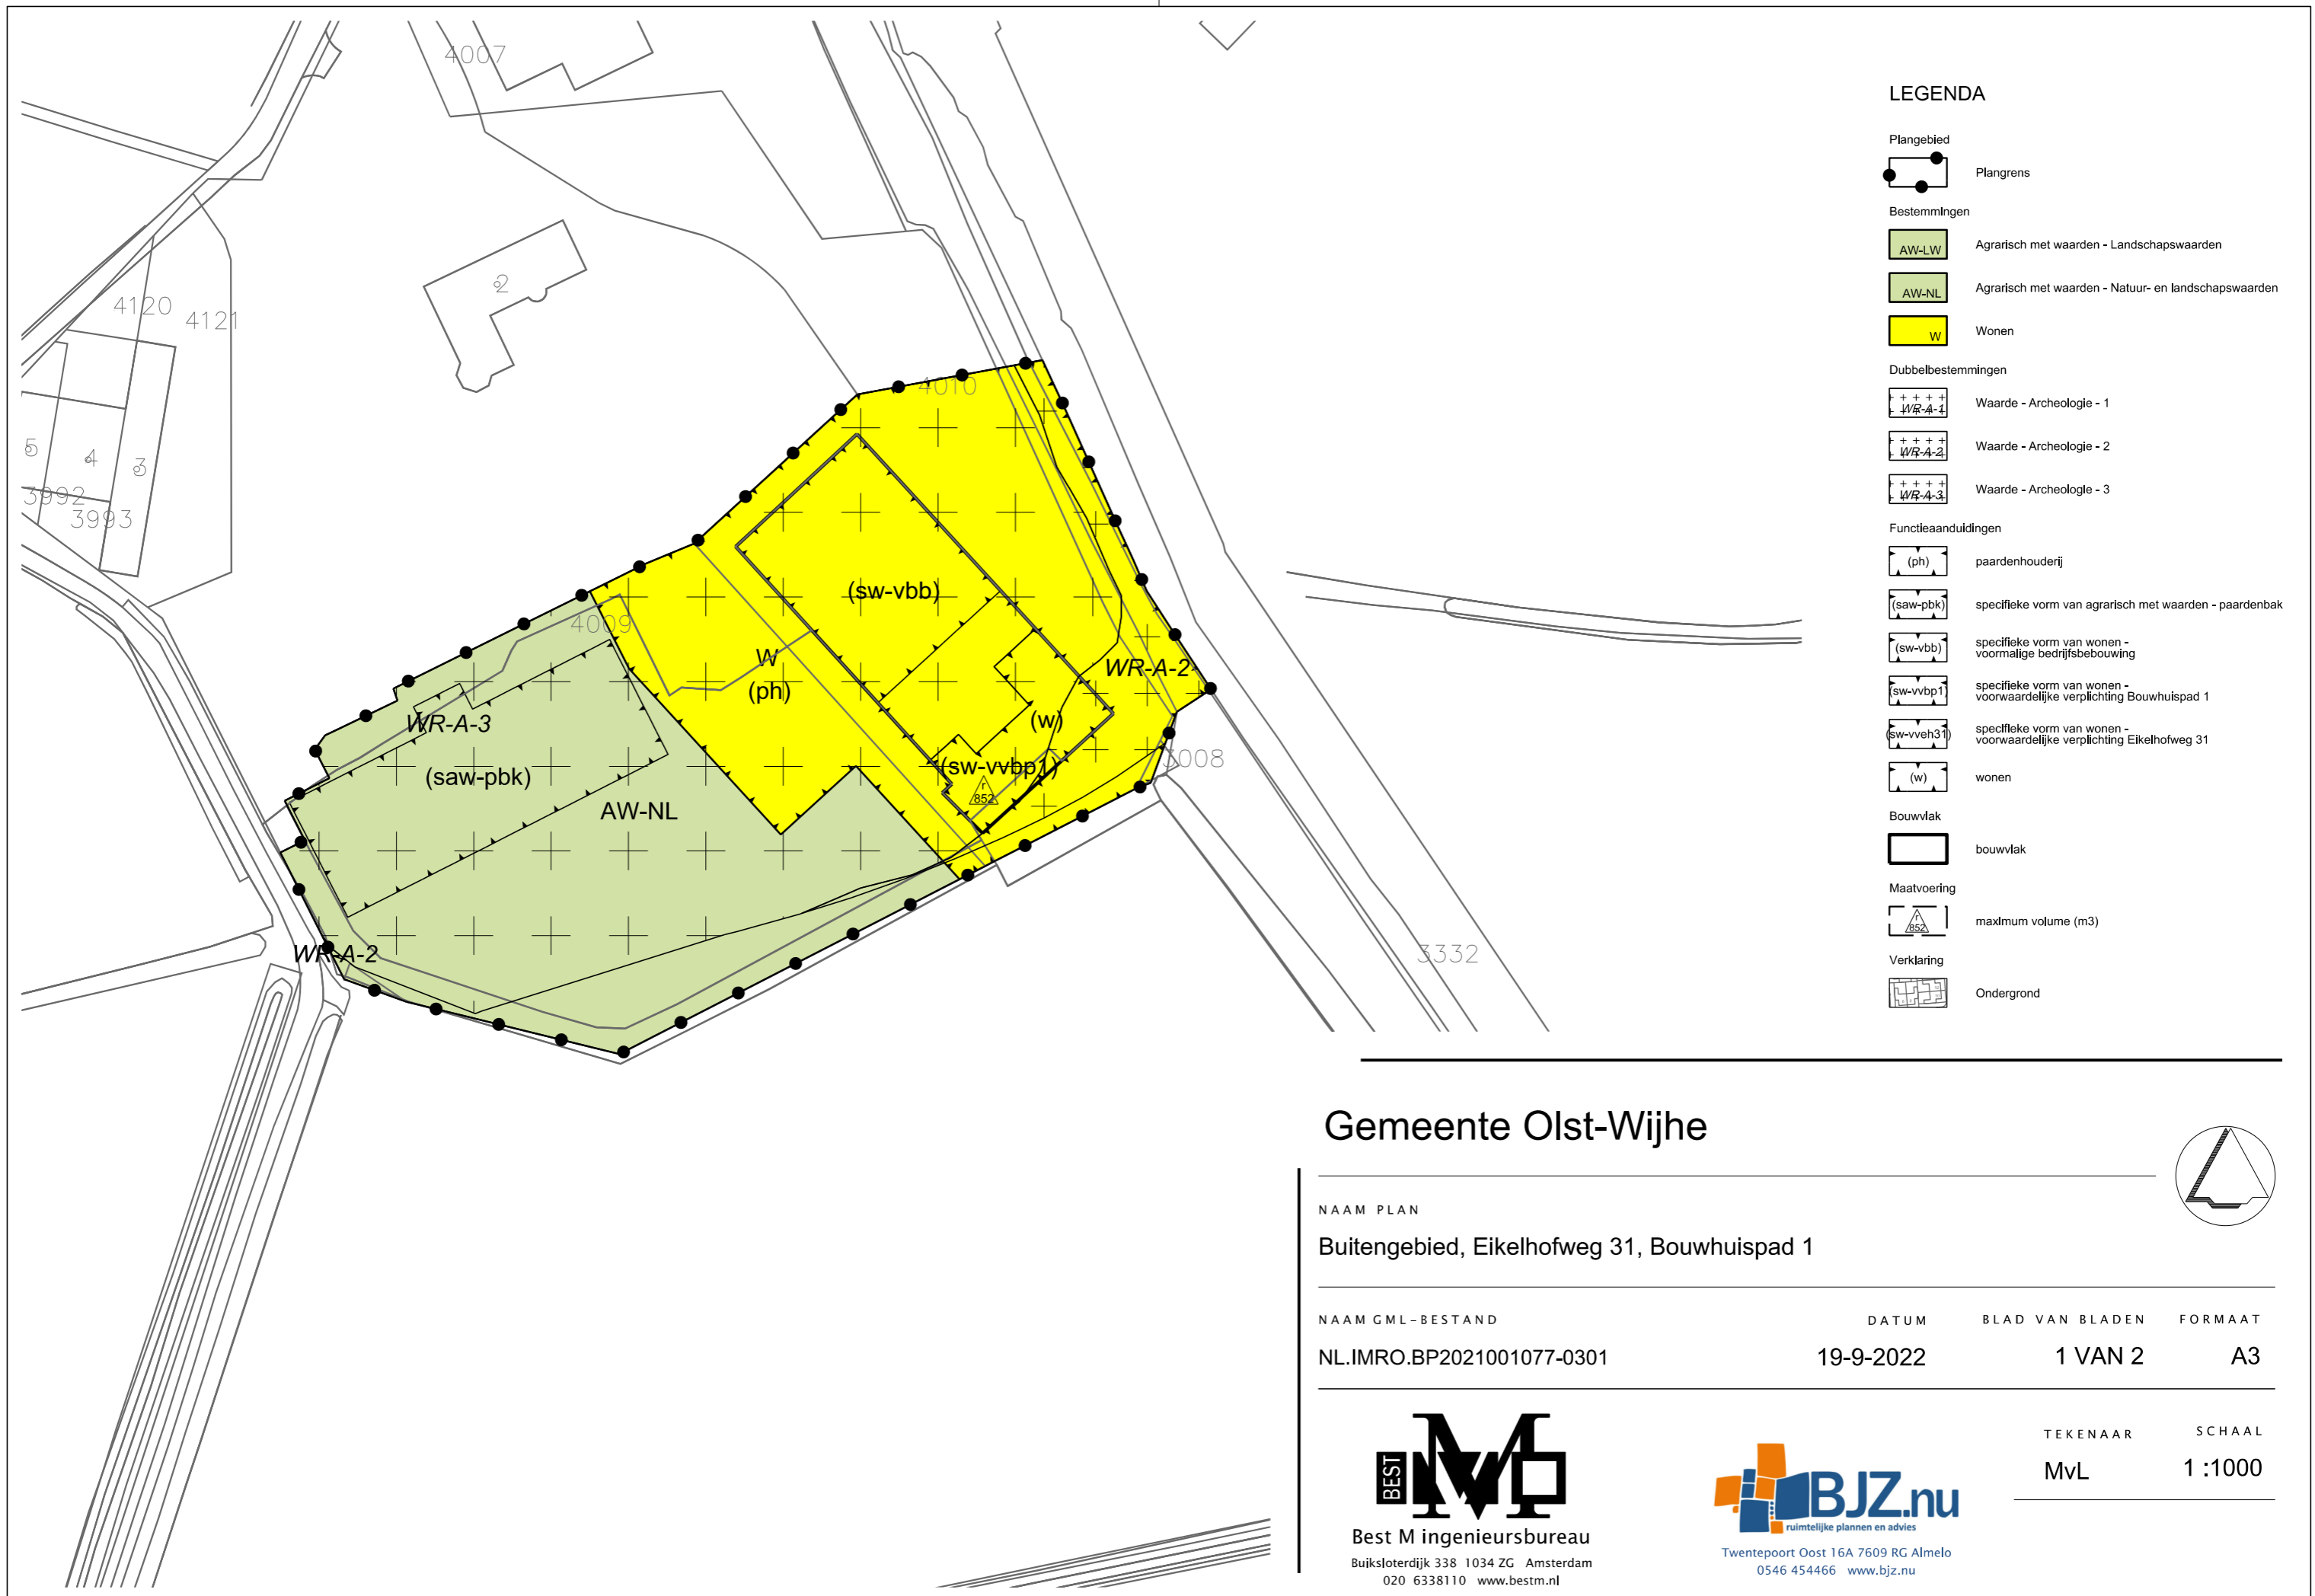 4007
4120
4121
2
5
4
3
3992
3993
4010
4009
(sw-vbb)
W
(ph)
WR-A-2
(w)
WR-A-3
(saw-pbk)
AW-NL
(sw-vvbp1)
r
852
3008
WR-A-2
3332
LEGENDA
Plangebied
Plangrens
Bestemmingen
AW-LW Agrarisch met waarden - Landschapswaarden
AW-NL Agrarisch met waarden - Natuur- en landschapswaarden
W Wonen
Dubbelbestemmingen
WR-A-1 Waarde - Archeologie - 1
WR-A-2 Waarde - Archeologie - 2
WR-A-3 Waarde - Archeologie - 3
Functieaanduidingen
(ph) paardenhouderij
(saw-pbk) specifieke vorm van agrarisch met waarden - paardenbak
(sw-vbb) specifieke vorm van wonen -
voormalige bedrijfsbebouwing
(sw-vvbp1) specifieke vorm van wonen -
voorwaardelijke verplichting Bouwhuispad 1
(sw-vveh31) specifieke vorm van wonen -
voorwaardelijke verplichting Eikelhofweg 31
(w) wonen
Bouwvlak
bouwvlak
Maatvoering
r
852
maximum volume (m3)
Verklaring
Ondergrond
Gemeente Olst-Wijhe
NAAM PLAN
Buitengebied, Eikelhofweg 31, Bouwhuispad 1
NAAM GML-BESTAND DATUM BLAD VAN BLADEN FORMAAT
NL.IMRO.BP2021001077-0301 19-9-2022 1 VAN 2 A3
TEKENAAR SCHAAL
MvL 1 :1000
BEST M
Best M ingenieursbureau
Buiksloterdijk 338 1034 ZG Amsterdam
020 6338110 www.bestm.nl
BJZ.nu
ruimtelijke plannen en advies
Twentepoort Oost 16A 7609 RG Almelo
0546 454466 www.bjz.nu